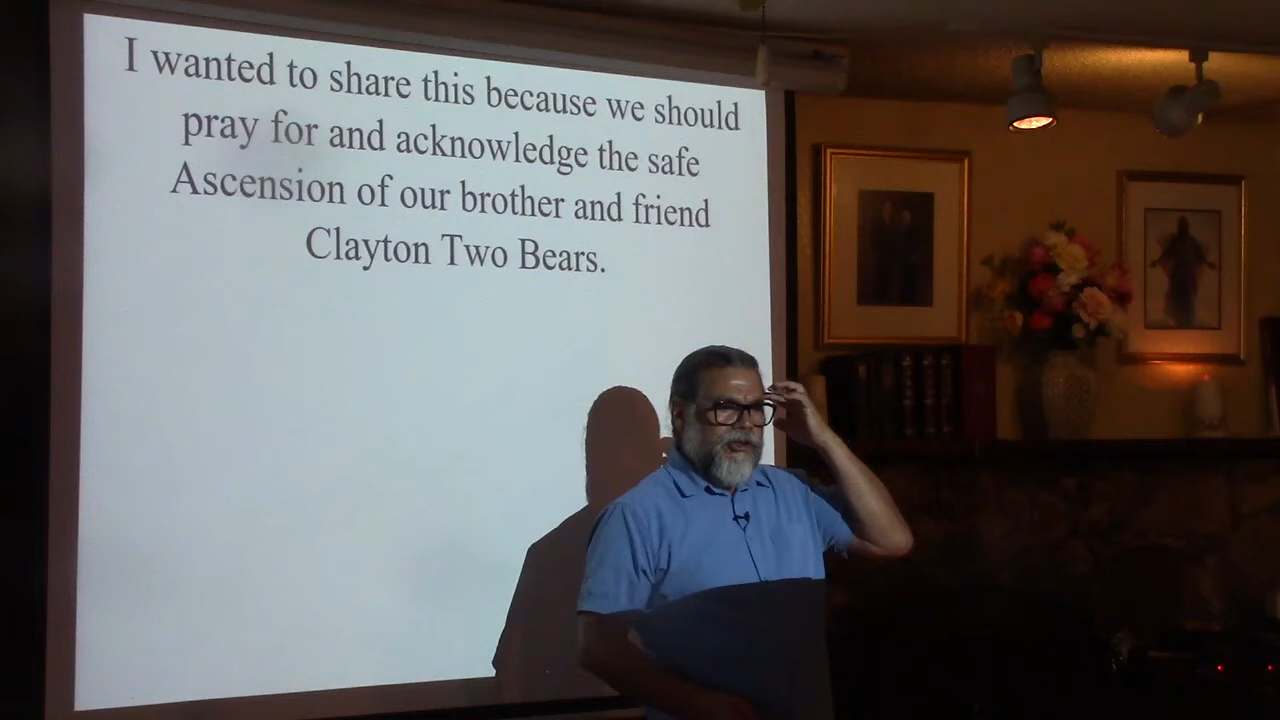 I wanted to share this because we should
pray for and acknowledge the safe
Ascension of our brother and friend
Clayton Two Bears.